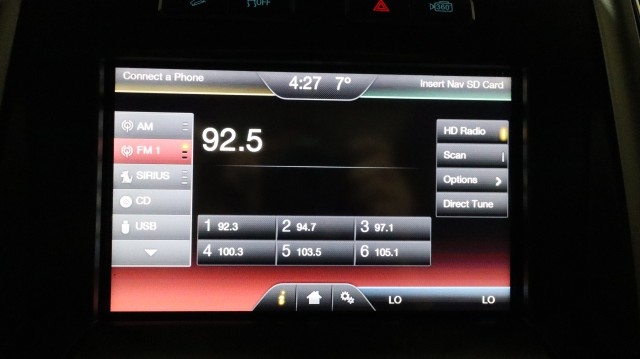 OFF
360
Connect a Phone
4:27 7°
Insert Nav SD Card
AM
FM 1
SIRIUS
CD
USB
92.5
HD Radio
Scan
Options
Direct Tune
1 92.3 2 94.7 3 97.1
4 100.3 5 103.5 6 105.1
i LO LO